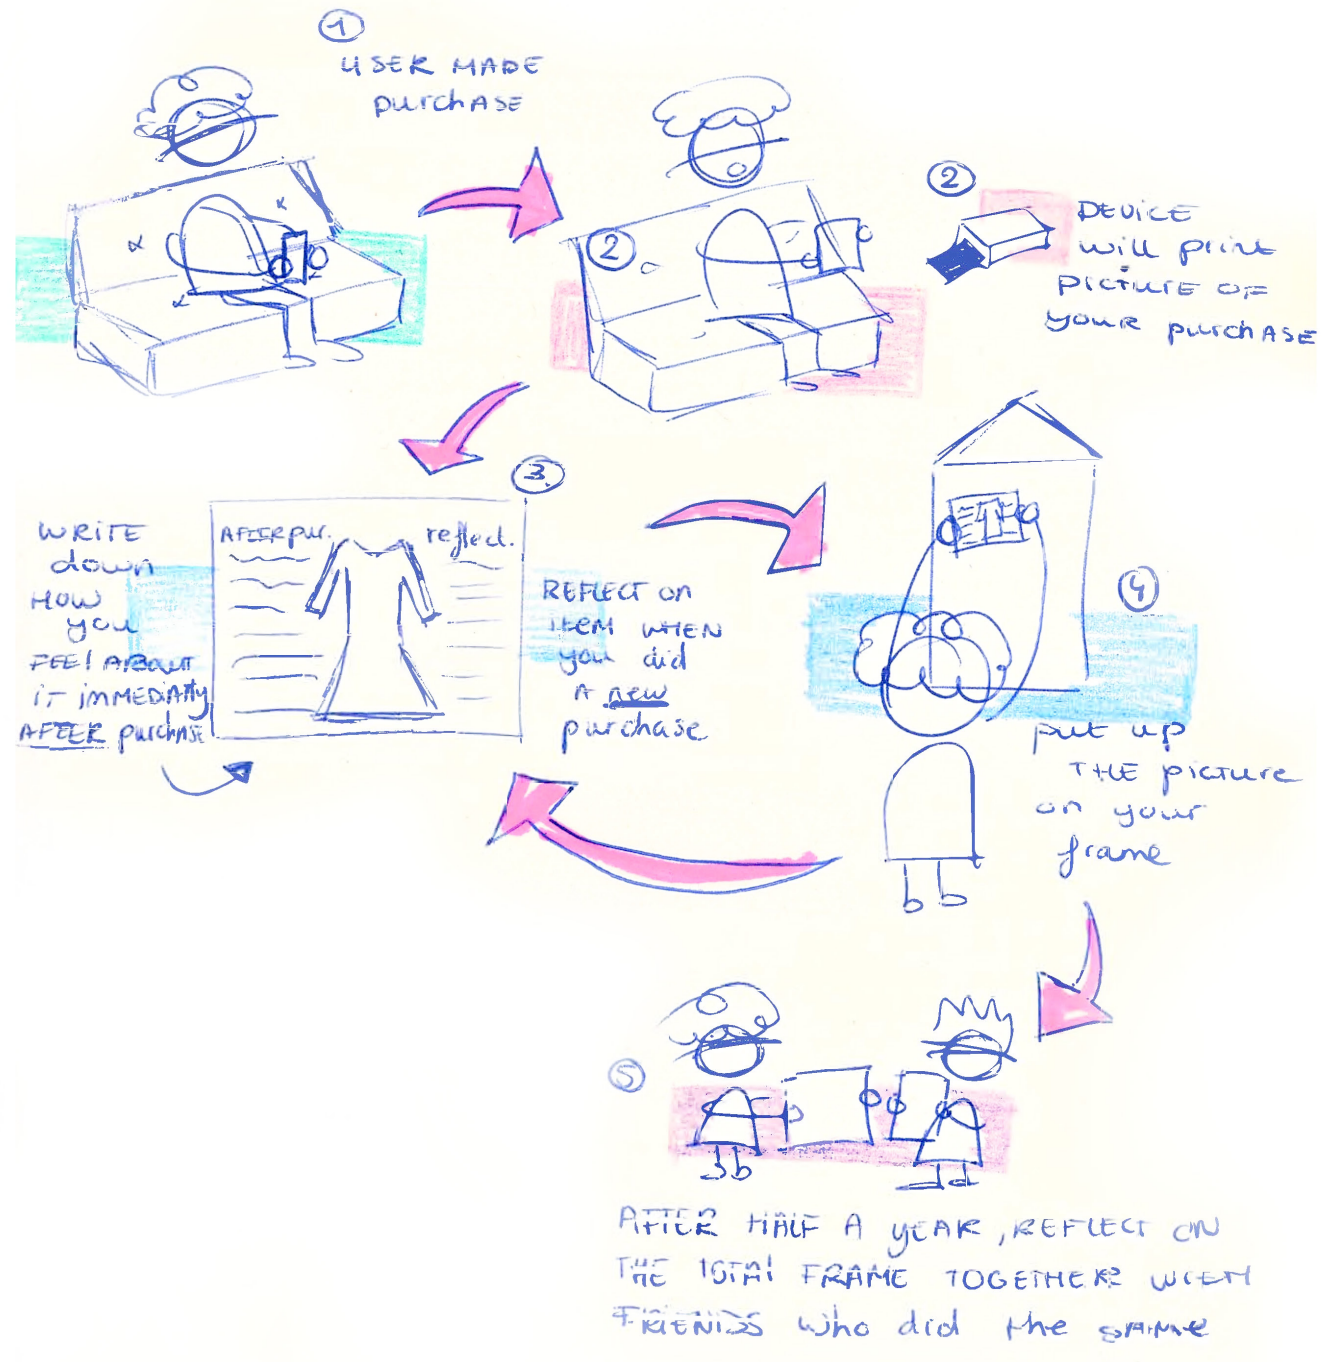 1
USER MADE
purchASE
2
2
DEVICE
will print
picTURE OF
your purchASE
3.
AFTER pur.
reflect.
WRITE
down
HOW
you
FEEl ABOUT
iT iMMEDiAtly
AFTER purchASE
REFLECT on
iTEM WHEN
you did
A new
purchase
4
put up
THE picture
on your
frame
5
AFTER HALF A YEAR, REFLECT ON
THE TOTAl FRAME TOGETHER WITH
FRIENDS who did the SAME